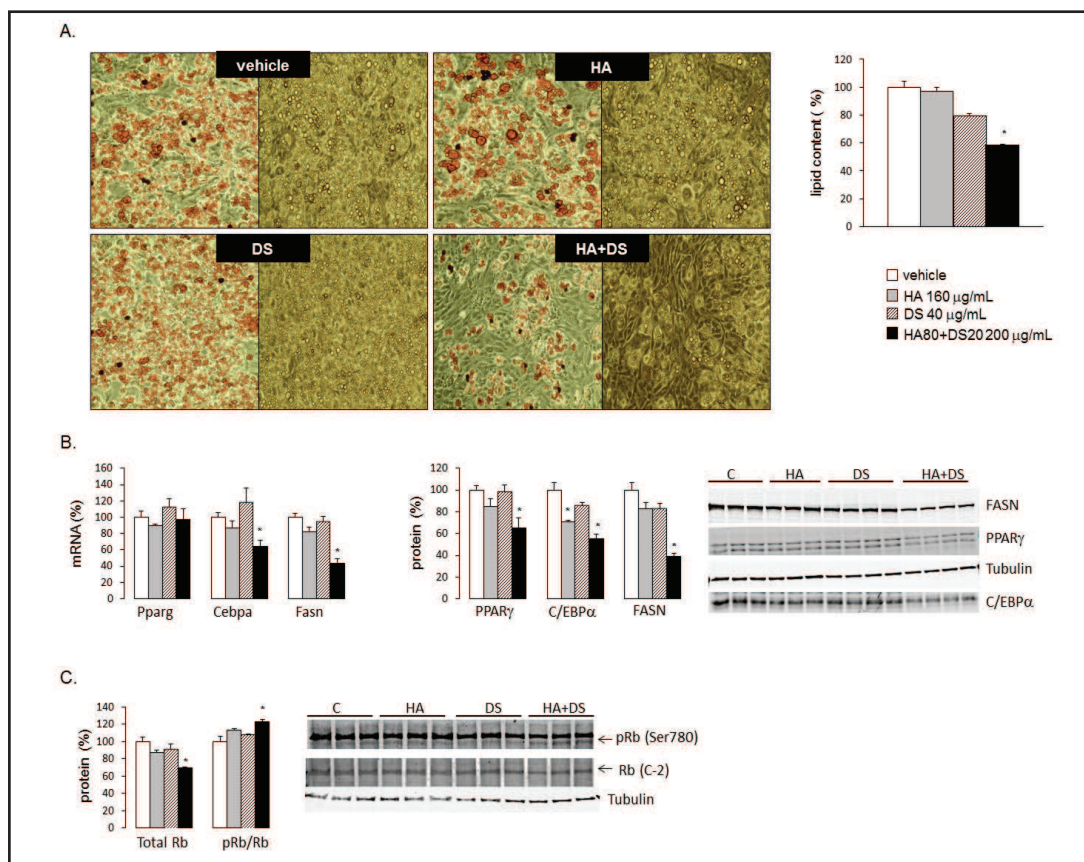 A.
vehicle
HA
DS
HA+DS
lipid content ( %)
120
100
80
60
40
20
0
*
vehicle
HA 160 µg/mL
DS 40 µg/mL
HA80+DS20 200 µg/mL
B.
mRNA (%)
160
140
120
100
80
60
40
20
0
* *
Pparg Cebpa Fasn
protein (%)
120
100
80
60
40
20
0
* * * *
PPARγ C/EBPα FASN
C HA DS HA+DS
FASN
PPARγ
Tubulin
C/EBPα
C.
protein (%)
140
120
100
80
60
40
20
0
* *
Total Rb pRb/Rb
C HA DS HA+DS
pRb (Ser780)
Rb (C-2)
Tubulin